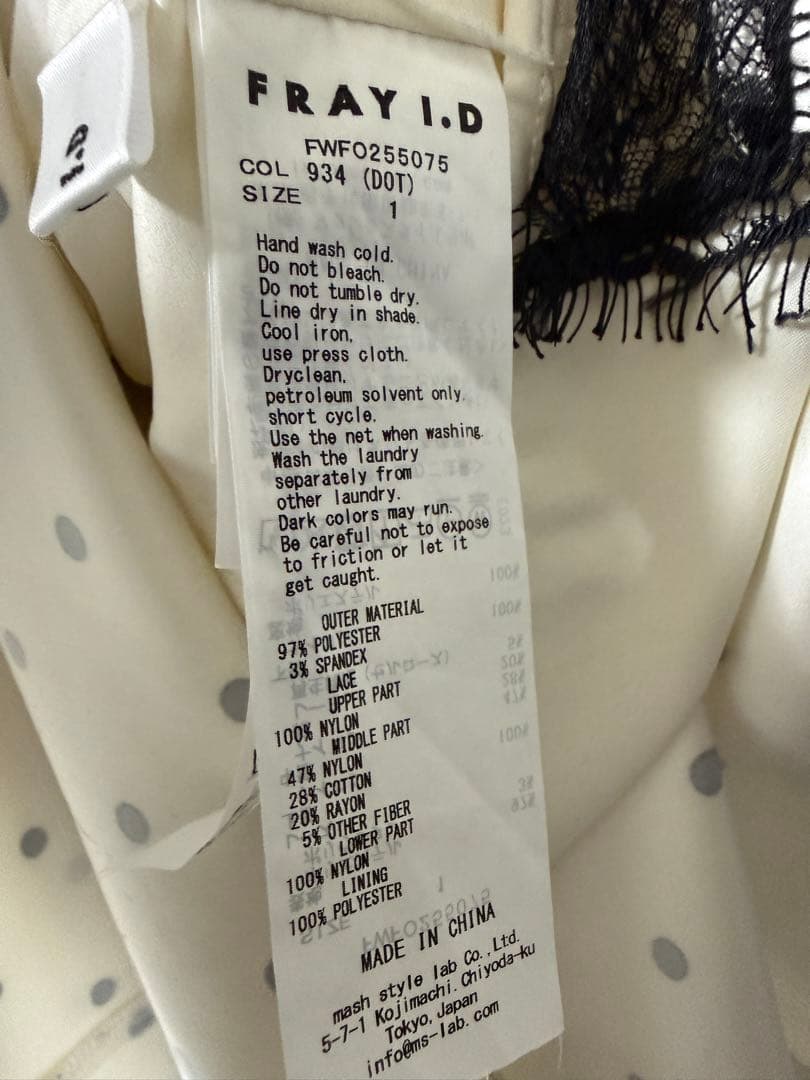 FRAY I.D
FWFO255075
COL 934 (DOT)
SIZE 1
Hand wash cold.
Do not bleach.
Do not tumble dry.
Line dry in shade.
Cool iron,
use press cloth.
Dryclean,
petroleum solvent only.
short cycle.
Use the net when washing.
Wash the laundry
separately from
other laundry.
Dark colors may run.
Be careful not to expose
to friction or let it
get caught.
OUTER MATERIAL
97% POLYESTER
3% SPANDEX
LACE
UPPER PART
100% NYLON
MIDDLE PART
47% NYLON
28% COTTON
20% RAYON
5% OTHER FIBER
LOWER PART
100% NYLON
LINING
100% POLYESTER
MADE IN CHINA
mash style lab Co.,Ltd.
5-7-1 Kojimachi.Chiyoda-ku
Tokyo,Japan
info@ms-lab.com
I.D